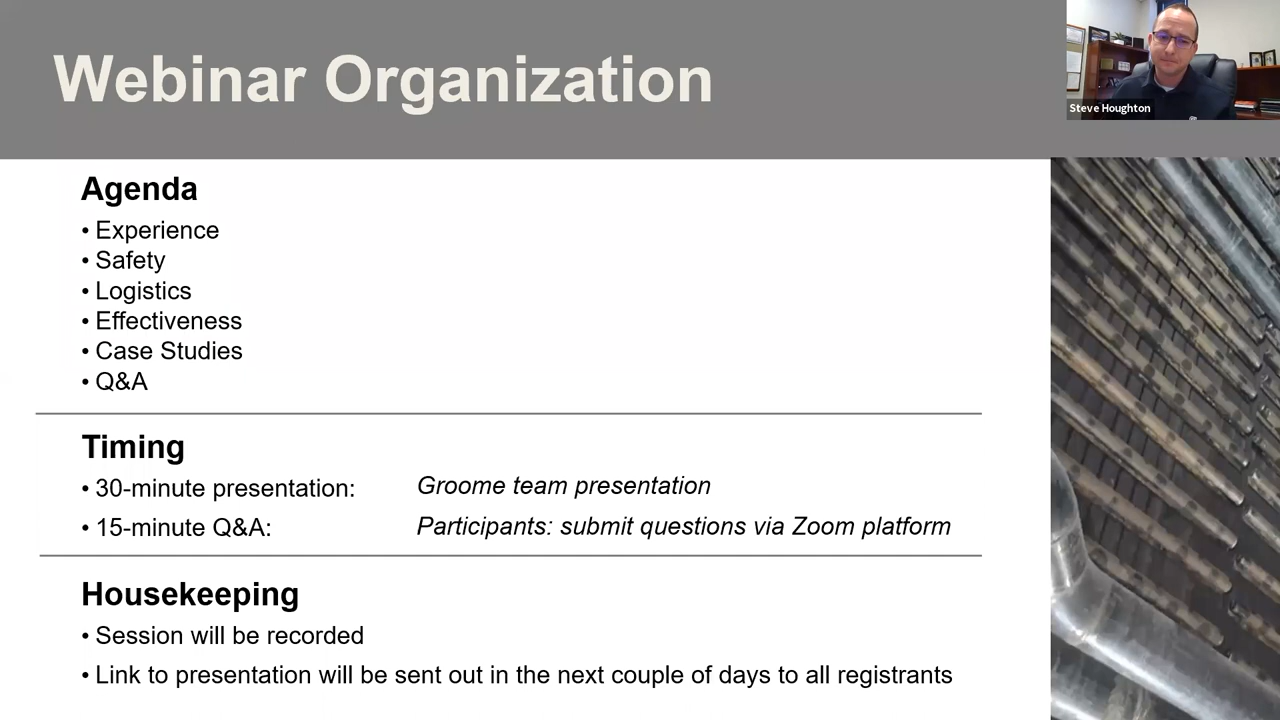 Webinar Organization
Steve Houghton
Agenda
• Experience
• Safety
• Logistics
• Effectiveness
• Case Studies
• Q&A
Timing
• 30-minute presentation: Groome team presentation
• 15-minute Q&A: Participants: submit questions via Zoom platform
Housekeeping
• Session will be recorded
• Link to presentation will be sent out in the next couple of days to all registrants